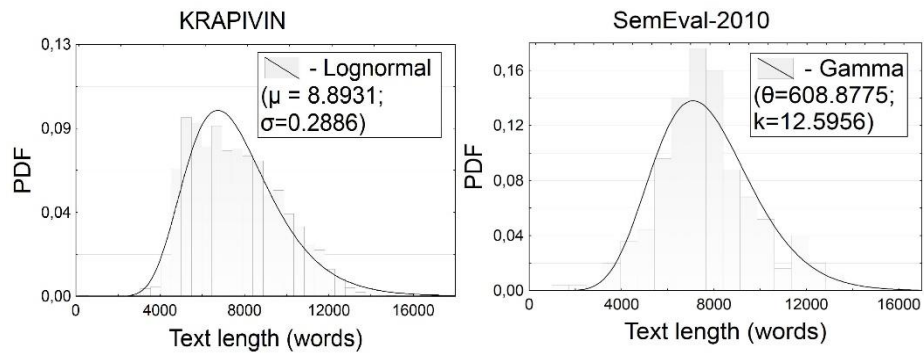 KRAPIVIN
0,13
0,09
0,04
0,00
PDF
- Lognormal
(μ = 8.8931;
σ=0.2886)
0 4000 8000 12000 16000
Text length (words)
SemEval-2010
0,16
0,12
0,08
0,04
0,00
PDF
- Gamma
(θ=608.8775;
k=12.5956)
0 4000 8000 12000 16000
Text length (words)